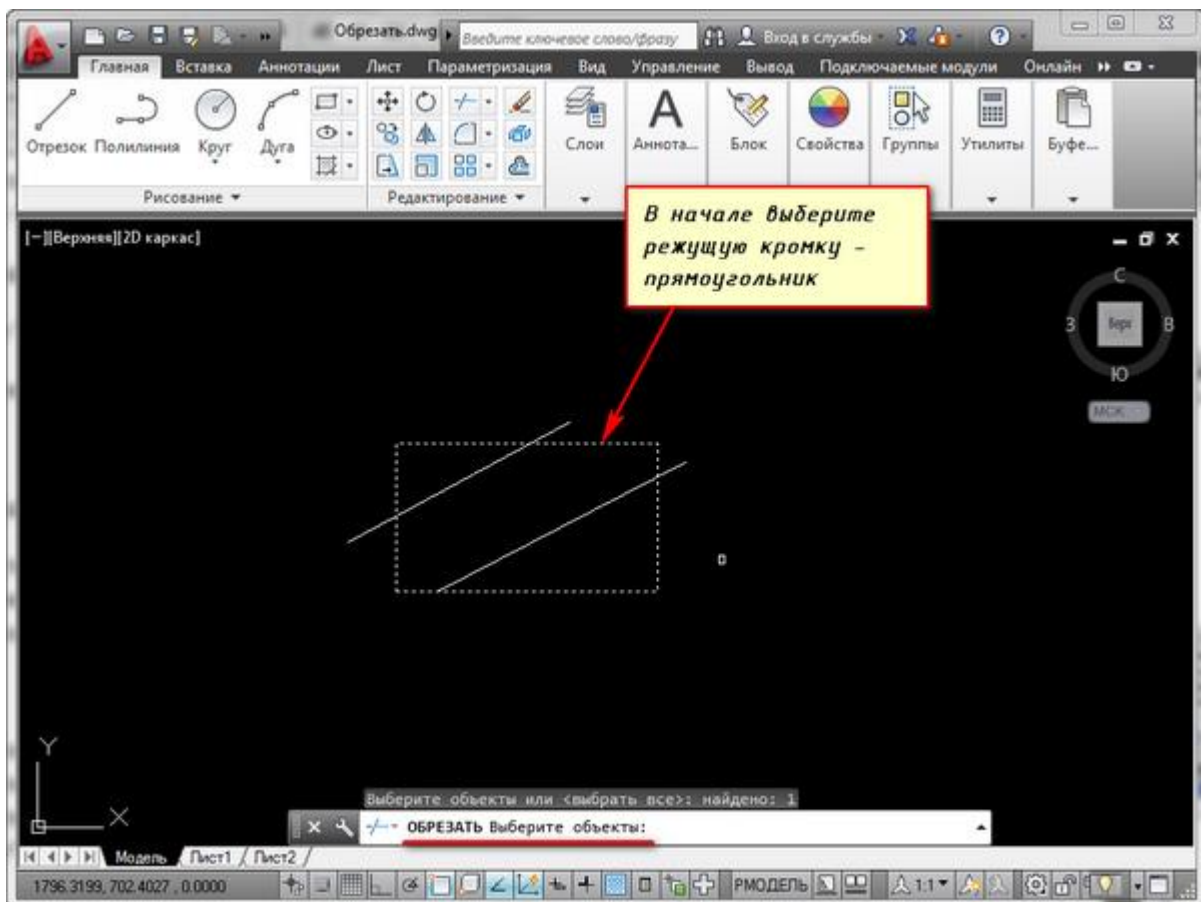 Обрезать.dwg Введите ключевое слово/фразу Вход в службы
Главная Вставка Аннотации Лист Параметризация Вид Управление Вывод Подключаемые модули Онлайн
Отрезок Полилиния Круг Дуга Слои Аннота... Блок Свойства Группы Утилиты Буфе...
Рисование Редактирование
В начале выберите
режущую кромку -
прямоугольник
[-][Верхняя][2D каркас]
С
З Верх В
Ю
МСК
Y
X
Выберите объекты или <выбрать все>: найдено: 1
ОБРЕЗАТЬ Выберите объекты:
Модель Лист1 Лист2
1796.3199, 702.4027 , 0.0000 РМОДЕЛЬ 1:1